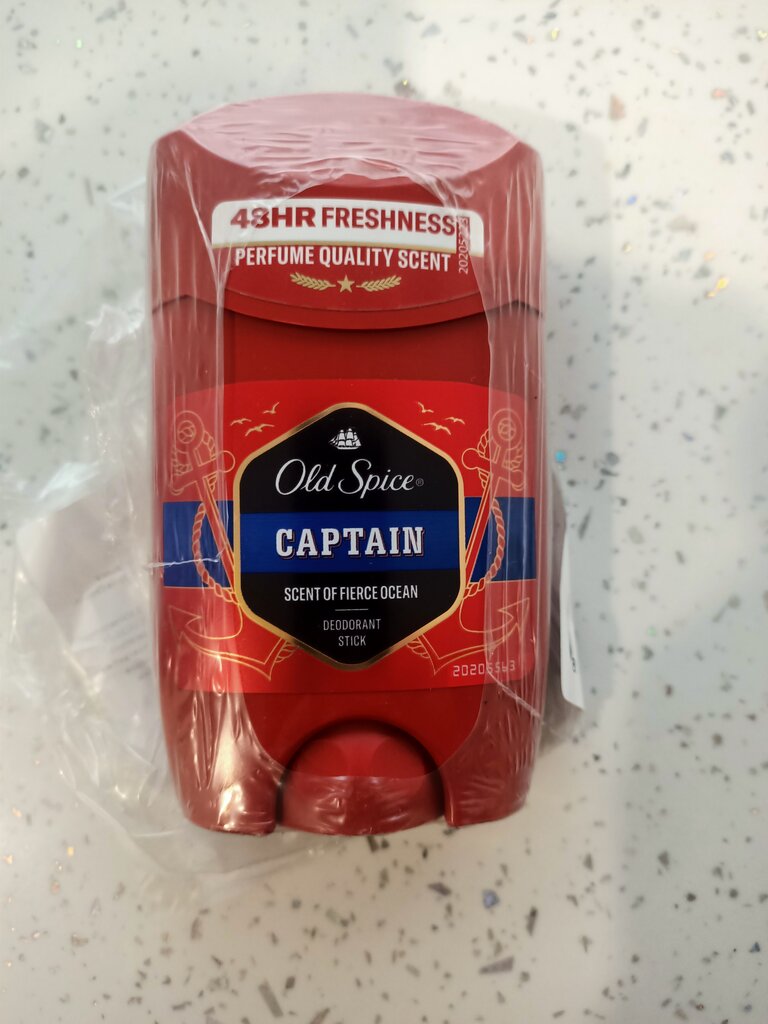 48HR FRESHNESS
PERFUME QUALITY SCENT
Old Spice®
CAPTAIN
SCENT OF FIERCE OCEAN
DEODORANT
STICK